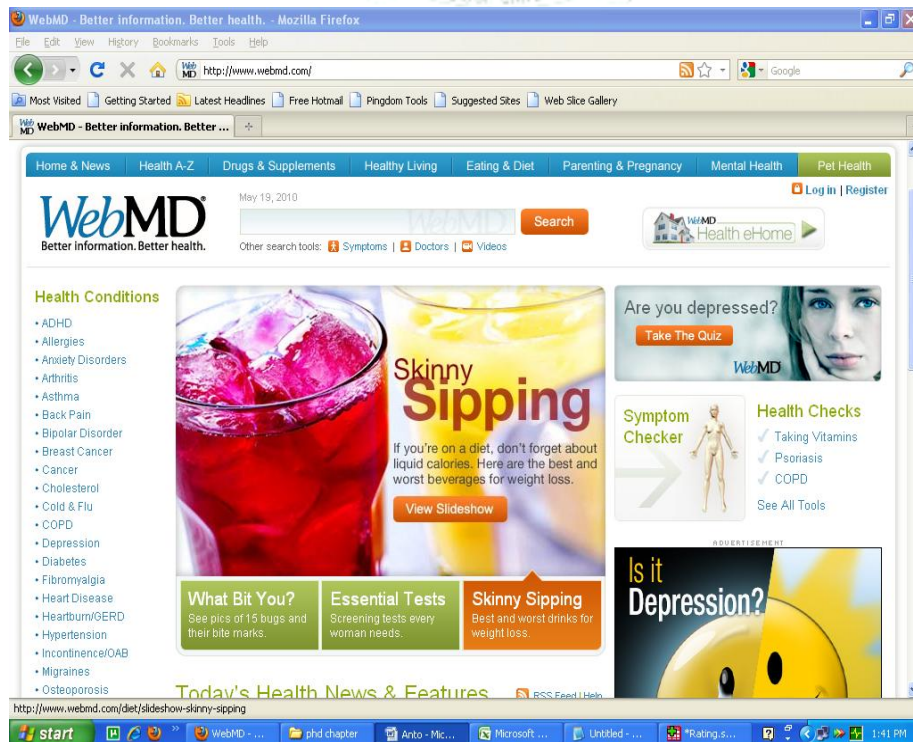 WebMD - Better information. Better health. - Mozilla Firefox
File Edit View History Bookmarks Tools Help
Web MD http://www.webmd.com/ Google
Most Visited Getting Started Latest Headlines Free Hotmail Pingdom Tools Suggested Sites Web Slice Gallery
Web MD WebMD - Better information. Better ...
Home & News Health A-Z Drugs & Supplements Healthy Living Eating & Diet Parenting & Pregnancy Mental Health Pet Health
Log in | Register
May 19, 2010
WebMD
Better information. Better health.
WebMD Search
Other search tools: Symptoms | Doctors | Videos
WebMD
Health eHome
Health Conditions
• ADHD
• Allergies
• Anxiety Disorders
• Arthritis
• Asthma
• Back Pain
• Bipolar Disorder
• Breast Cancer
• Cancer
• Cholesterol
• Cold & Flu
• COPD
• Depression
• Diabetes
• Fibromyalgia
• Heart Disease
• Heartburn/GERD
• Hypertension
• Incontinence/OAB
• Migraines
• Osteoporosis
Skinny
Sipping
If you're on a diet, don't forget about
liquid calories. Here are the best and
worst beverages for weight loss.
View Slideshow
What Bit You?
See pics of 15 bugs and
their bite marks.
Essential Tests
Screening tests every
woman needs.
Skinny Sipping
Best and worst drinks for
weight loss.
Today's Health News & Features RSS Feed | Help
Are you depressed?
Take The Quiz
WebMD
Symptom
Checker
Health Checks
Taking Vitamins
Psoriasis
COPD
See All Tools
ADVERTISEMENT
Is it
Depression?
http://www.webmd.com/diet/slideshow-skinny-sipping
start WebMD - ... phd chapter Anto - Mic... Microsoft ... Untitled - ... *Rating.s... 1:41 PM